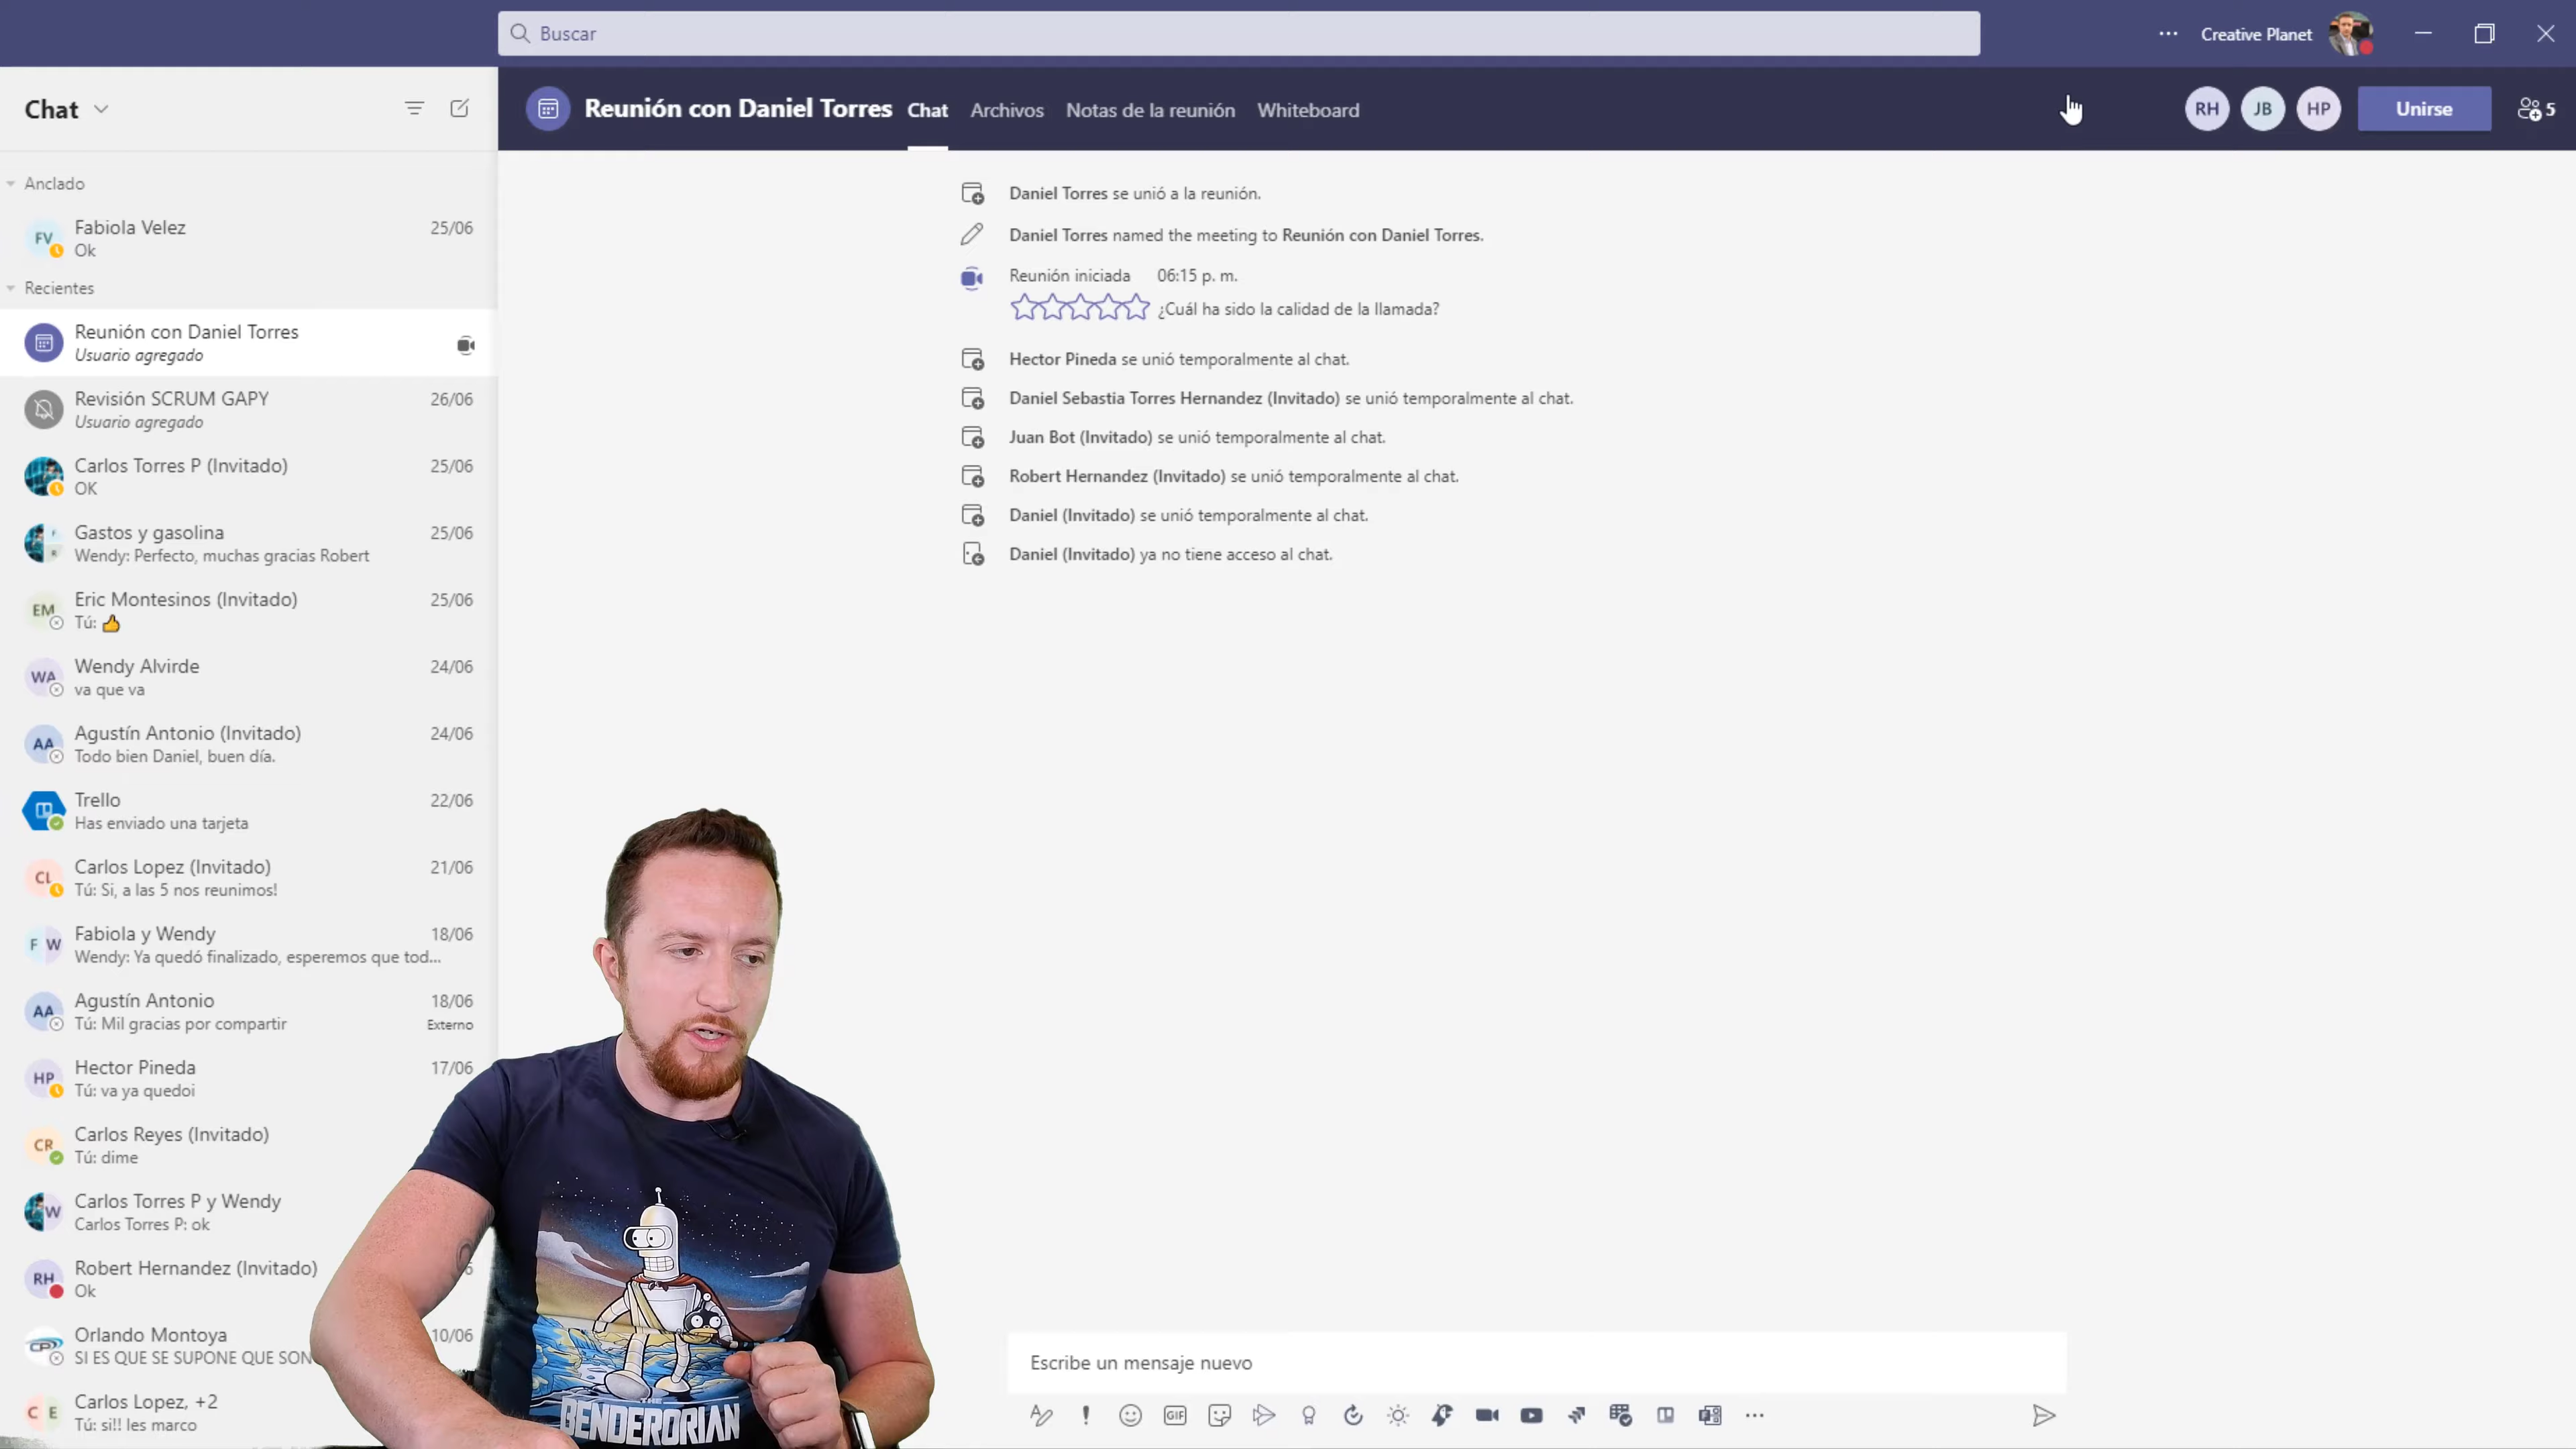 Buscar
Creative Planet
Chat
Reunión con Daniel Torres
Chat
Archivos
Notas de la reunión
Whiteboard
RH
JB
HP
Unirse
5
Anclado
FV
Fabiola Velez
25/06
Ok
Recientes
Reunión con Daniel Torres
Usuario agregado
Revisión SCRUM GAPY
26/06
Usuario agregado
Carlos Torres P (Invitado)
25/06
OK
Gastos y gasolina
25/06
Wendy: Perfecto, muchas gracias Robert
EM
Eric Montesinos (Invitado)
25/06
Tú: 👍
WA
Wendy Alvirde
24/06
va que va
AA
Agustín Antonio (Invitado)
24/06
Todo bien Daniel, buen día.
Trello
22/06
Has enviado una tarjeta
CL
Carlos Lopez (Invitado)
21/06
Tú: Si, a las 5 nos reunimos!
F W
Fabiola y Wendy
18/06
Wendy: Ya quedó finalizado, esperemos que tod...
AA
Agustín Antonio
18/06
Tú: Mil gracias por compartir
Externo
HP
Hector Pineda
17/06
Tú: va ya quedoi
CR
Carlos Reyes (Invitado)
Tú: dime
W
Carlos Torres P y Wendy
Carlos Torres P: ok
RH
Robert Hernandez (Invitado)
6
Ok
CP
Orlando Montoya
10/06
SI ES QUE SE SUPONE QUE SON
C E
Carlos Lopez, +2
Tú: si!! les marco
Daniel Torres se unió a la reunión.
Daniel Torres named the meeting to Reunión con Daniel Torres.
Reunión iniciada 06:15 p. m.
¿Cuál ha sido la calidad de la llamada?
Hector Pineda se unió temporalmente al chat.
Daniel Sebastia Torres Hernandez (Invitado) se unió temporalmente al chat.
Juan Bot (Invitado) se unió temporalmente al chat.
Robert Hernandez (Invitado) se unió temporalmente al chat.
Daniel (Invitado) se unió temporalmente al chat.
Daniel (Invitado) ya no tiene acceso al chat.
THE
BENDERORIAN
Escribe un mensaje nuevo
GIF